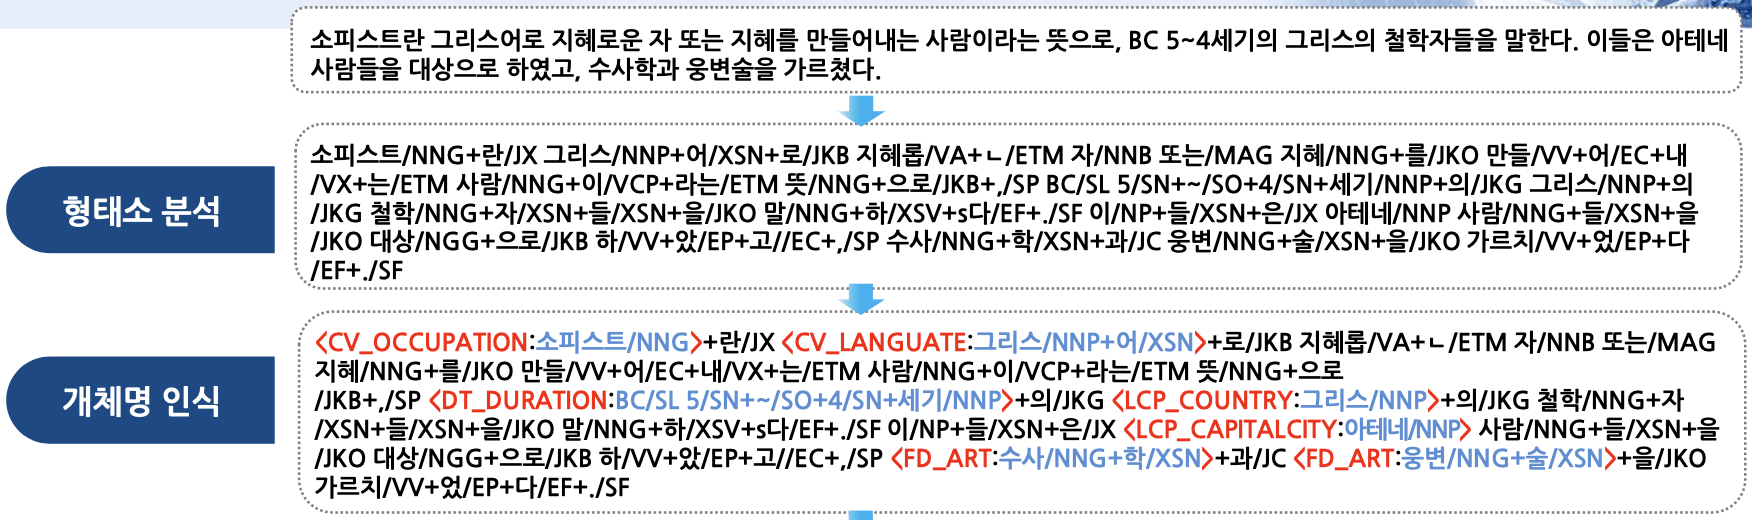 소피스트란 그리스어로 지혜로운 자 또는 지혜를 만들어내는 사람이라는 뜻으로, BC 5~4세기의 그리스의 철학자들을 말한다. 이들은 아테네
사람들을 대상으로 하였고, 수사학과 웅변술을 가르쳤다.
형태소 분석
소피스트/NNG+란/JX 그리스/NNP+어/XSN+로/JKB 지혜롭/VA+ㄴ/ETM 자/NNB 또는/MAG 지혜/NNG+를/JKO 만들/VV+어/EC+내
/VX+는/ETM 사람/NNG+이/VCP+라는/ETM 뜻/NNG+으로/JKB+,/SP BC/SL 5/SN+~/SO+4/SN+세기/NNP+의/JKG 그리스/NNP+의
/JKG 철학/NNG+자/XSN+들/XSN+을/JKO 말/NNG+하/XSV+s다/EF+./SF 이/NP+들/XSN+은/JX 아테네/NNP 사람/NNG+들/XSN+을
/JKO 대상/NGG+으로/JKB 하/VV+았/EP+고//EC+,/SP 수사/NNG+학/XSN+과/JC 웅변/NNG+술/XSN+을/JKO 가르치/VV+었/EP+다
/EF+./SF
개체명 인식
<CV_OCCUPATION:소피스트/NNG>+란/JX <CV_LANGUATE:그리스/NNP+어/XSN>+로/JKB 지혜롭/VA+ㄴ/ETM 자/NNB 또는/MAG
지혜/NNG+를/JKO 만들/VV+어/EC+내/VX+는/ETM 사람/NNG+이/VCP+라는/ETM 뜻/NNG+으로
/JKB+,/SP <DT_DURATION:BC/SL 5/SN+~/SO+4/SN+세기/NNP>+의/JKG <LCP_COUNTRY:그리스/NNP>+의/JKG 철학/NNG+자
/XSN+들/XSN+을/JKO 말/NNG+하/XSV+s다/EF+./SF 이/NP+들/XSN+은/JX <LCP_CAPITALCITY:아테네/NNP> 사람/NNG+들/XSN+을
/JKO 대상/NGG+으로/JKB 하/VV+았/EP+고//EC+,/SP <FD_ART:수사/NNG+학/XSN>+과/JC <FD_ART:웅변/NNG+술/XSN>+을/JKO
가르치/VV+었/EP+다/EF+./SF